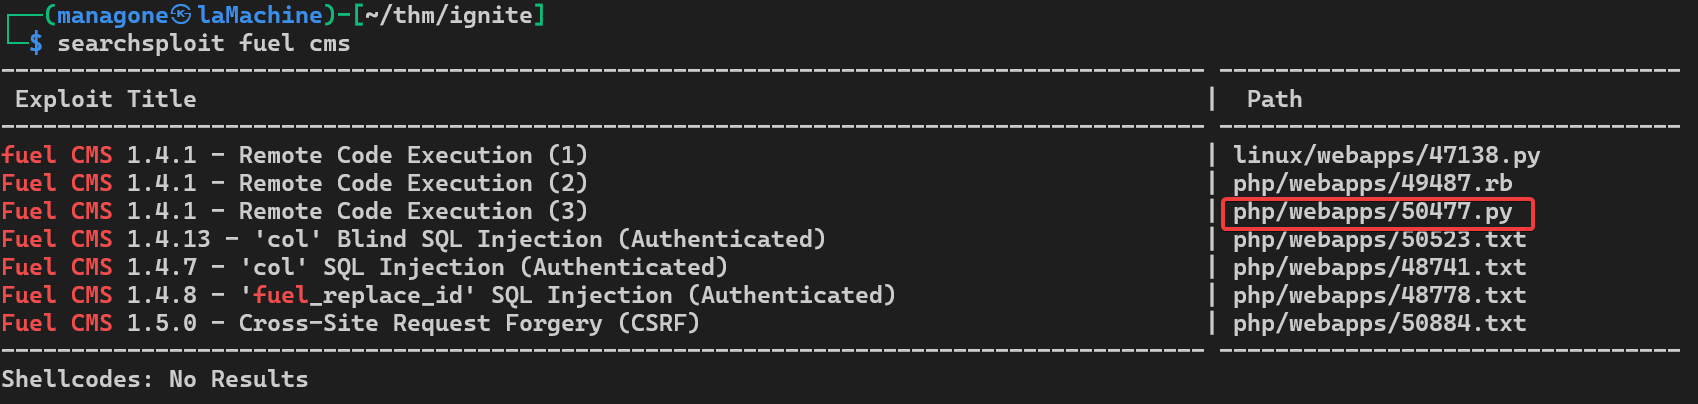 (managone㉿laMachine)-[~/thm/ignite]
$ searchsploit fuel cms
Exploit Title | Path
fuel CMS 1.4.1 - Remote Code Execution (1) | linux/webapps/47138.py
Fuel CMS 1.4.1 - Remote Code Execution (2) | php/webapps/49487.rb
Fuel CMS 1.4.1 - Remote Code Execution (3) | php/webapps/50477.py
Fuel CMS 1.4.13 - 'col' Blind SQL Injection (Authenticated) | php/webapps/50523.txt
Fuel CMS 1.4.7 - 'col' SQL Injection (Authenticated) | php/webapps/48741.txt
Fuel CMS 1.4.8 - 'fuel_replace_id' SQL Injection (Authenticated) | php/webapps/48778.txt
Fuel CMS 1.5.0 - Cross-Site Request Forgery (CSRF) | php/webapps/50884.txt
Shellcodes: No Results